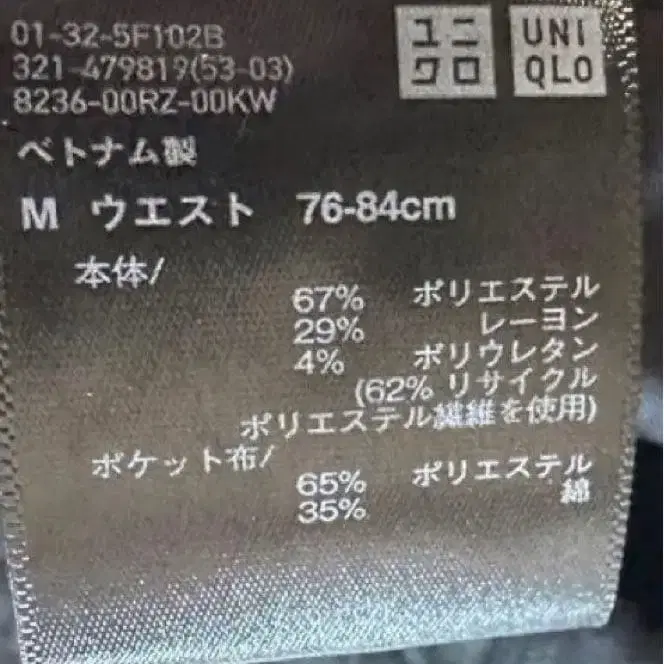 01-32-5F102B
321-479819(53-03)
8236-00RZ-00KW
ユニ
クロ
UNI
QLO
ベトナム製
M ウエスト 76-84cm
本体/
67% ポリエステル
29% レーヨン
4% ポリウレタン
(62% リサイクル
ポリエステル繊維を使用)
ポケット布/
65% ポリエステル
35% 綿